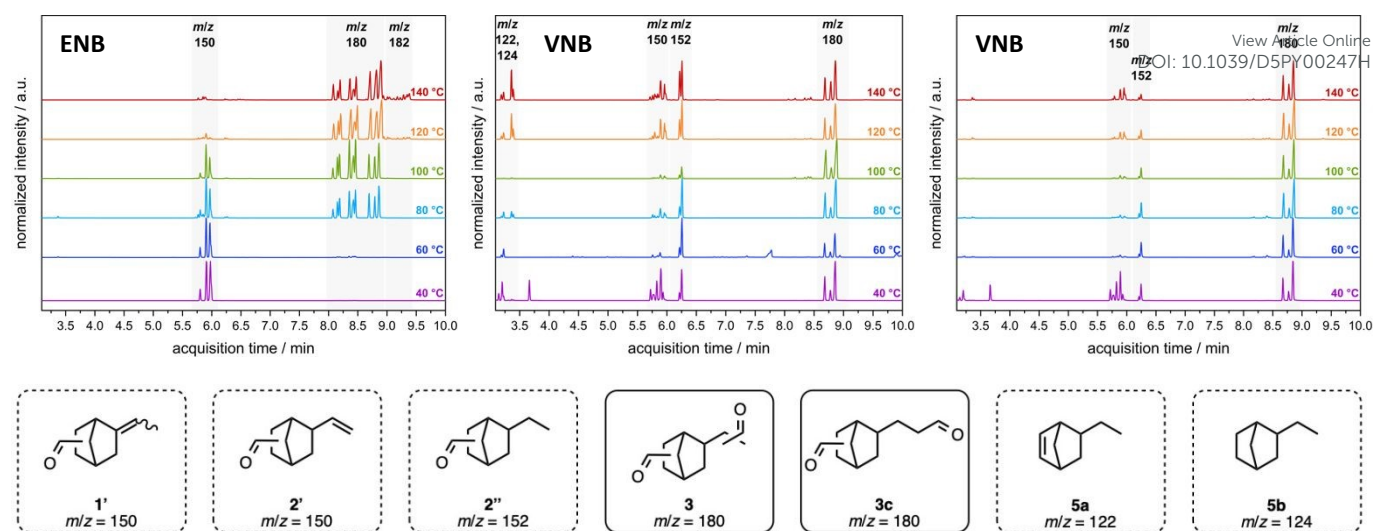 ENB
m/z
150
m/z
180
m/z
182
140 °C
120 °C
100 °C
80 °C
60 °C
40 °C
normalized intensity / a.u.
3.5 4.0 4.5 5.0 5.5 6.0 6.5 7.0 7.5 8.0 8.5 9.0 9.5 10.0
acquisition time / min
m/z
122,
124
VNB
m/z
150
m/z
152
m/z
180
140 °C
120 °C
100 °C
80 °C
60 °C
40 °C
normalized intensity / a.u.
3.5 4.0 4.5 5.0 5.5 6.0 6.5 7.0 7.5 8.0 8.5 9.0 9.5 10.0
acquisition time / min
VNB
m/z
150
m/z
152
180
View Article Online
DOI: 10.1039/D5PY00247H
140 °C
120 °C
100 °C
80 °C
60 °C
40 °C
normalized intensity / a.u.
3.5 4.0 4.5 5.0 5.5 6.0 6.5 7.0 7.5 8.0 8.5 9.0 9.5 10.0
acquisition time / min
O
1'
m/z = 150
O
2'
m/z = 150
O
2''
m/z = 152
O
O
3
m/z = 180
O
O
3c
m/z = 180
5a
m/z = 122
5b
m/z = 124